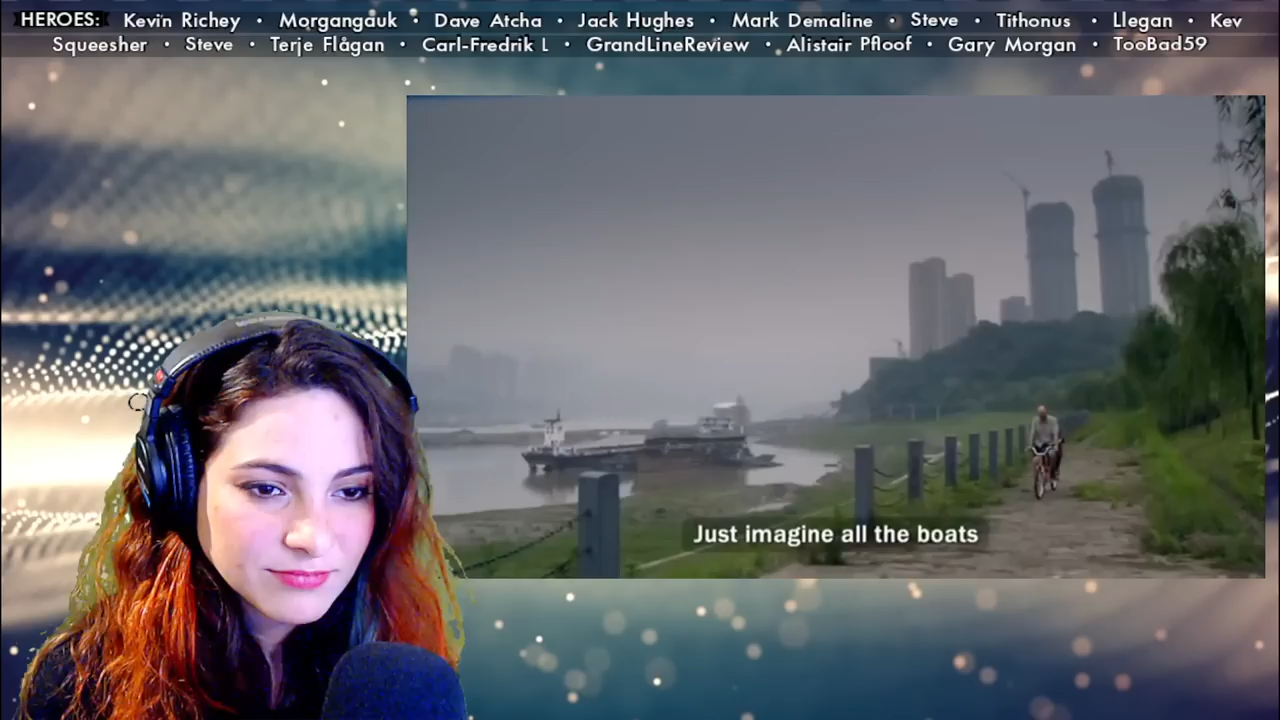 HEROES: Kevin Richey • Morgangauk • Dave Atcha • Jack Hughes • Mark Demaline • Steve • Tithonus • Llegan • Kev
Squeesher • Steve • Terje Flågan • Carl-Fredrik L • GrandLineReview • Alistair Pfloof • Gary Morgan • TooBad59
Just imagine all the boats